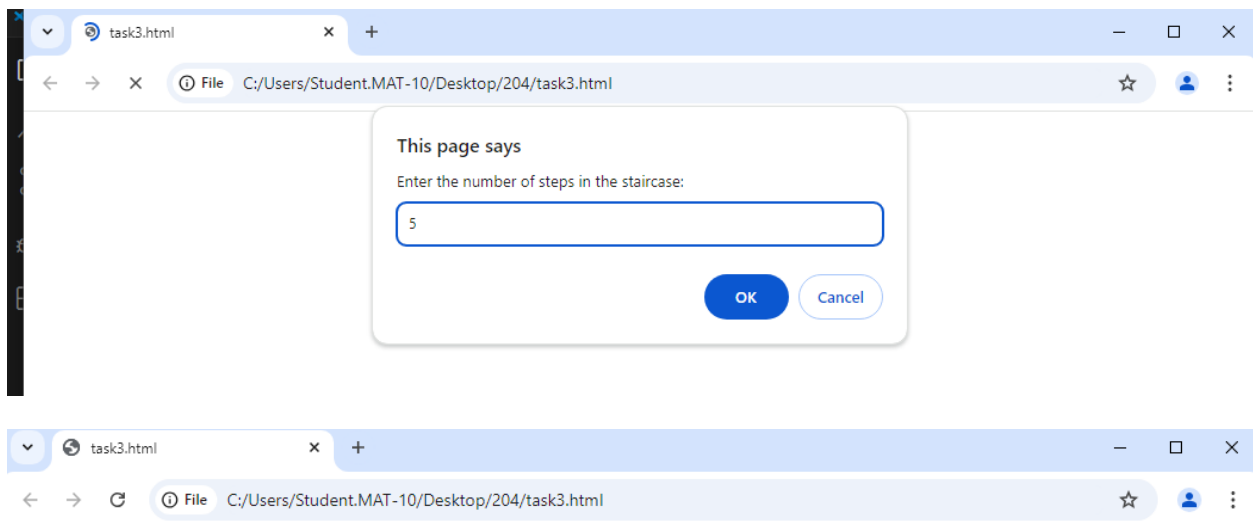 task3.html
File C:/Users/Student.MAT-10/Desktop/204/task3.html
This page says
Enter the number of steps in the staircase:
5
OK Cancel
task3.html
File C:/Users/Student.MAT-10/Desktop/204/task3.html